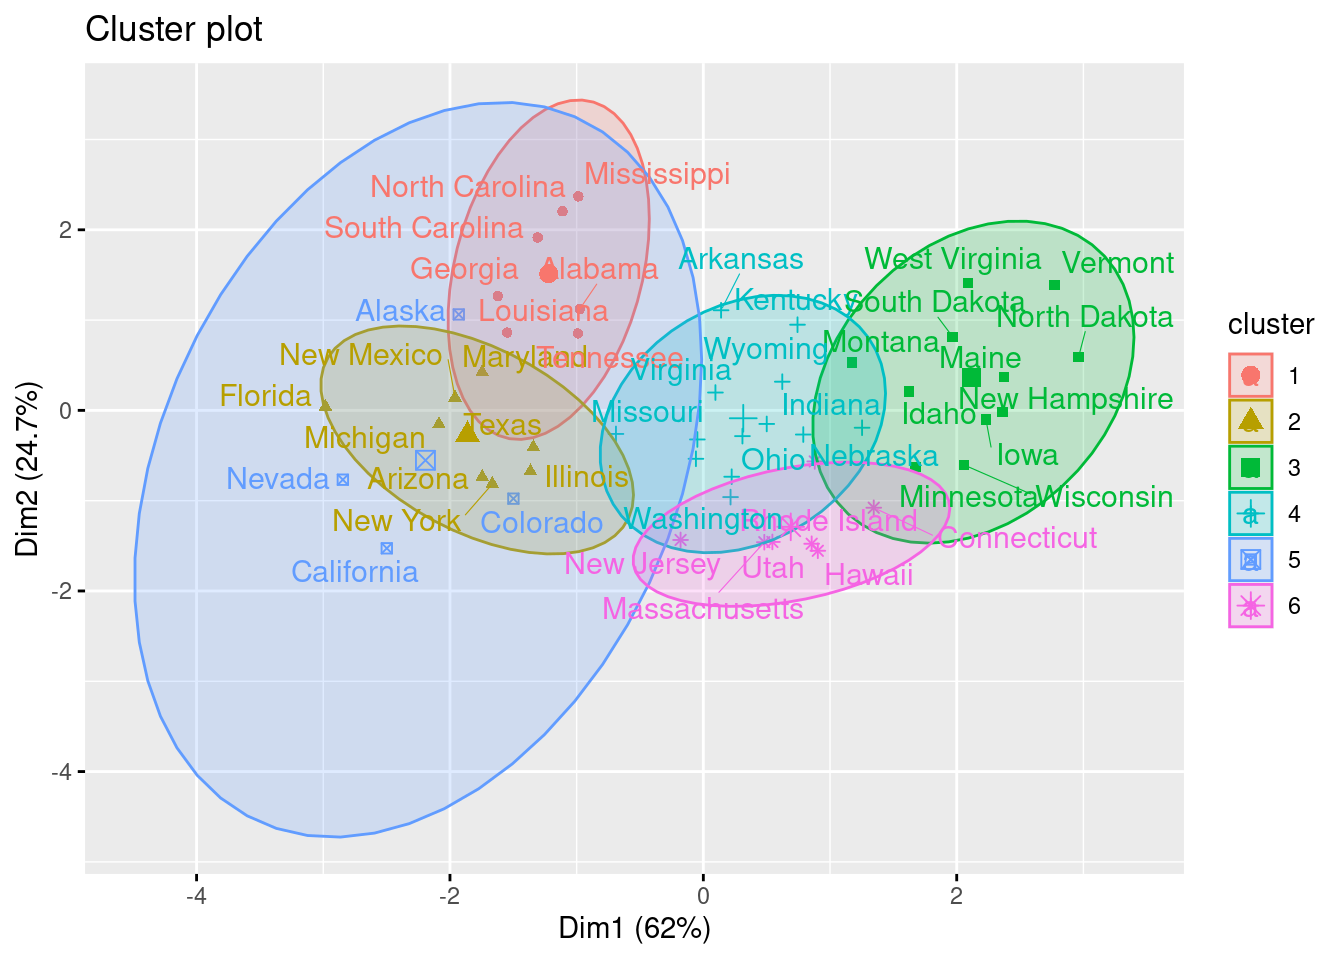 Cluster plot
Mississippi
North Carolina
South Carolina
Georgia
Alabama
Arkansas
West Virginia
Vermont
Alaska
Louisiana
Kentucky
South Dakota
North Dakota
New Mexico
Maryland
Tennessee
Wyoming
Montana
Maine
Virginia
Florida
Missouri
Indiana
Idaho
New Hampshire
Michigan
Texas
Ohio
Nebraska
Iowa
Nevada
Arizona
Illinois
Minnesota
Wisconsin
New York
Colorado
Washington
Rhode Island
Connecticut
California
New Jersey
Utah
Hawaii
Massachusetts
2
0
-2
-4
-4
-2
0
2
Dim1 (62%)
Dim2 (24.7%)
cluster
a 1
a 2
a 3
a 4
a 5
a 6